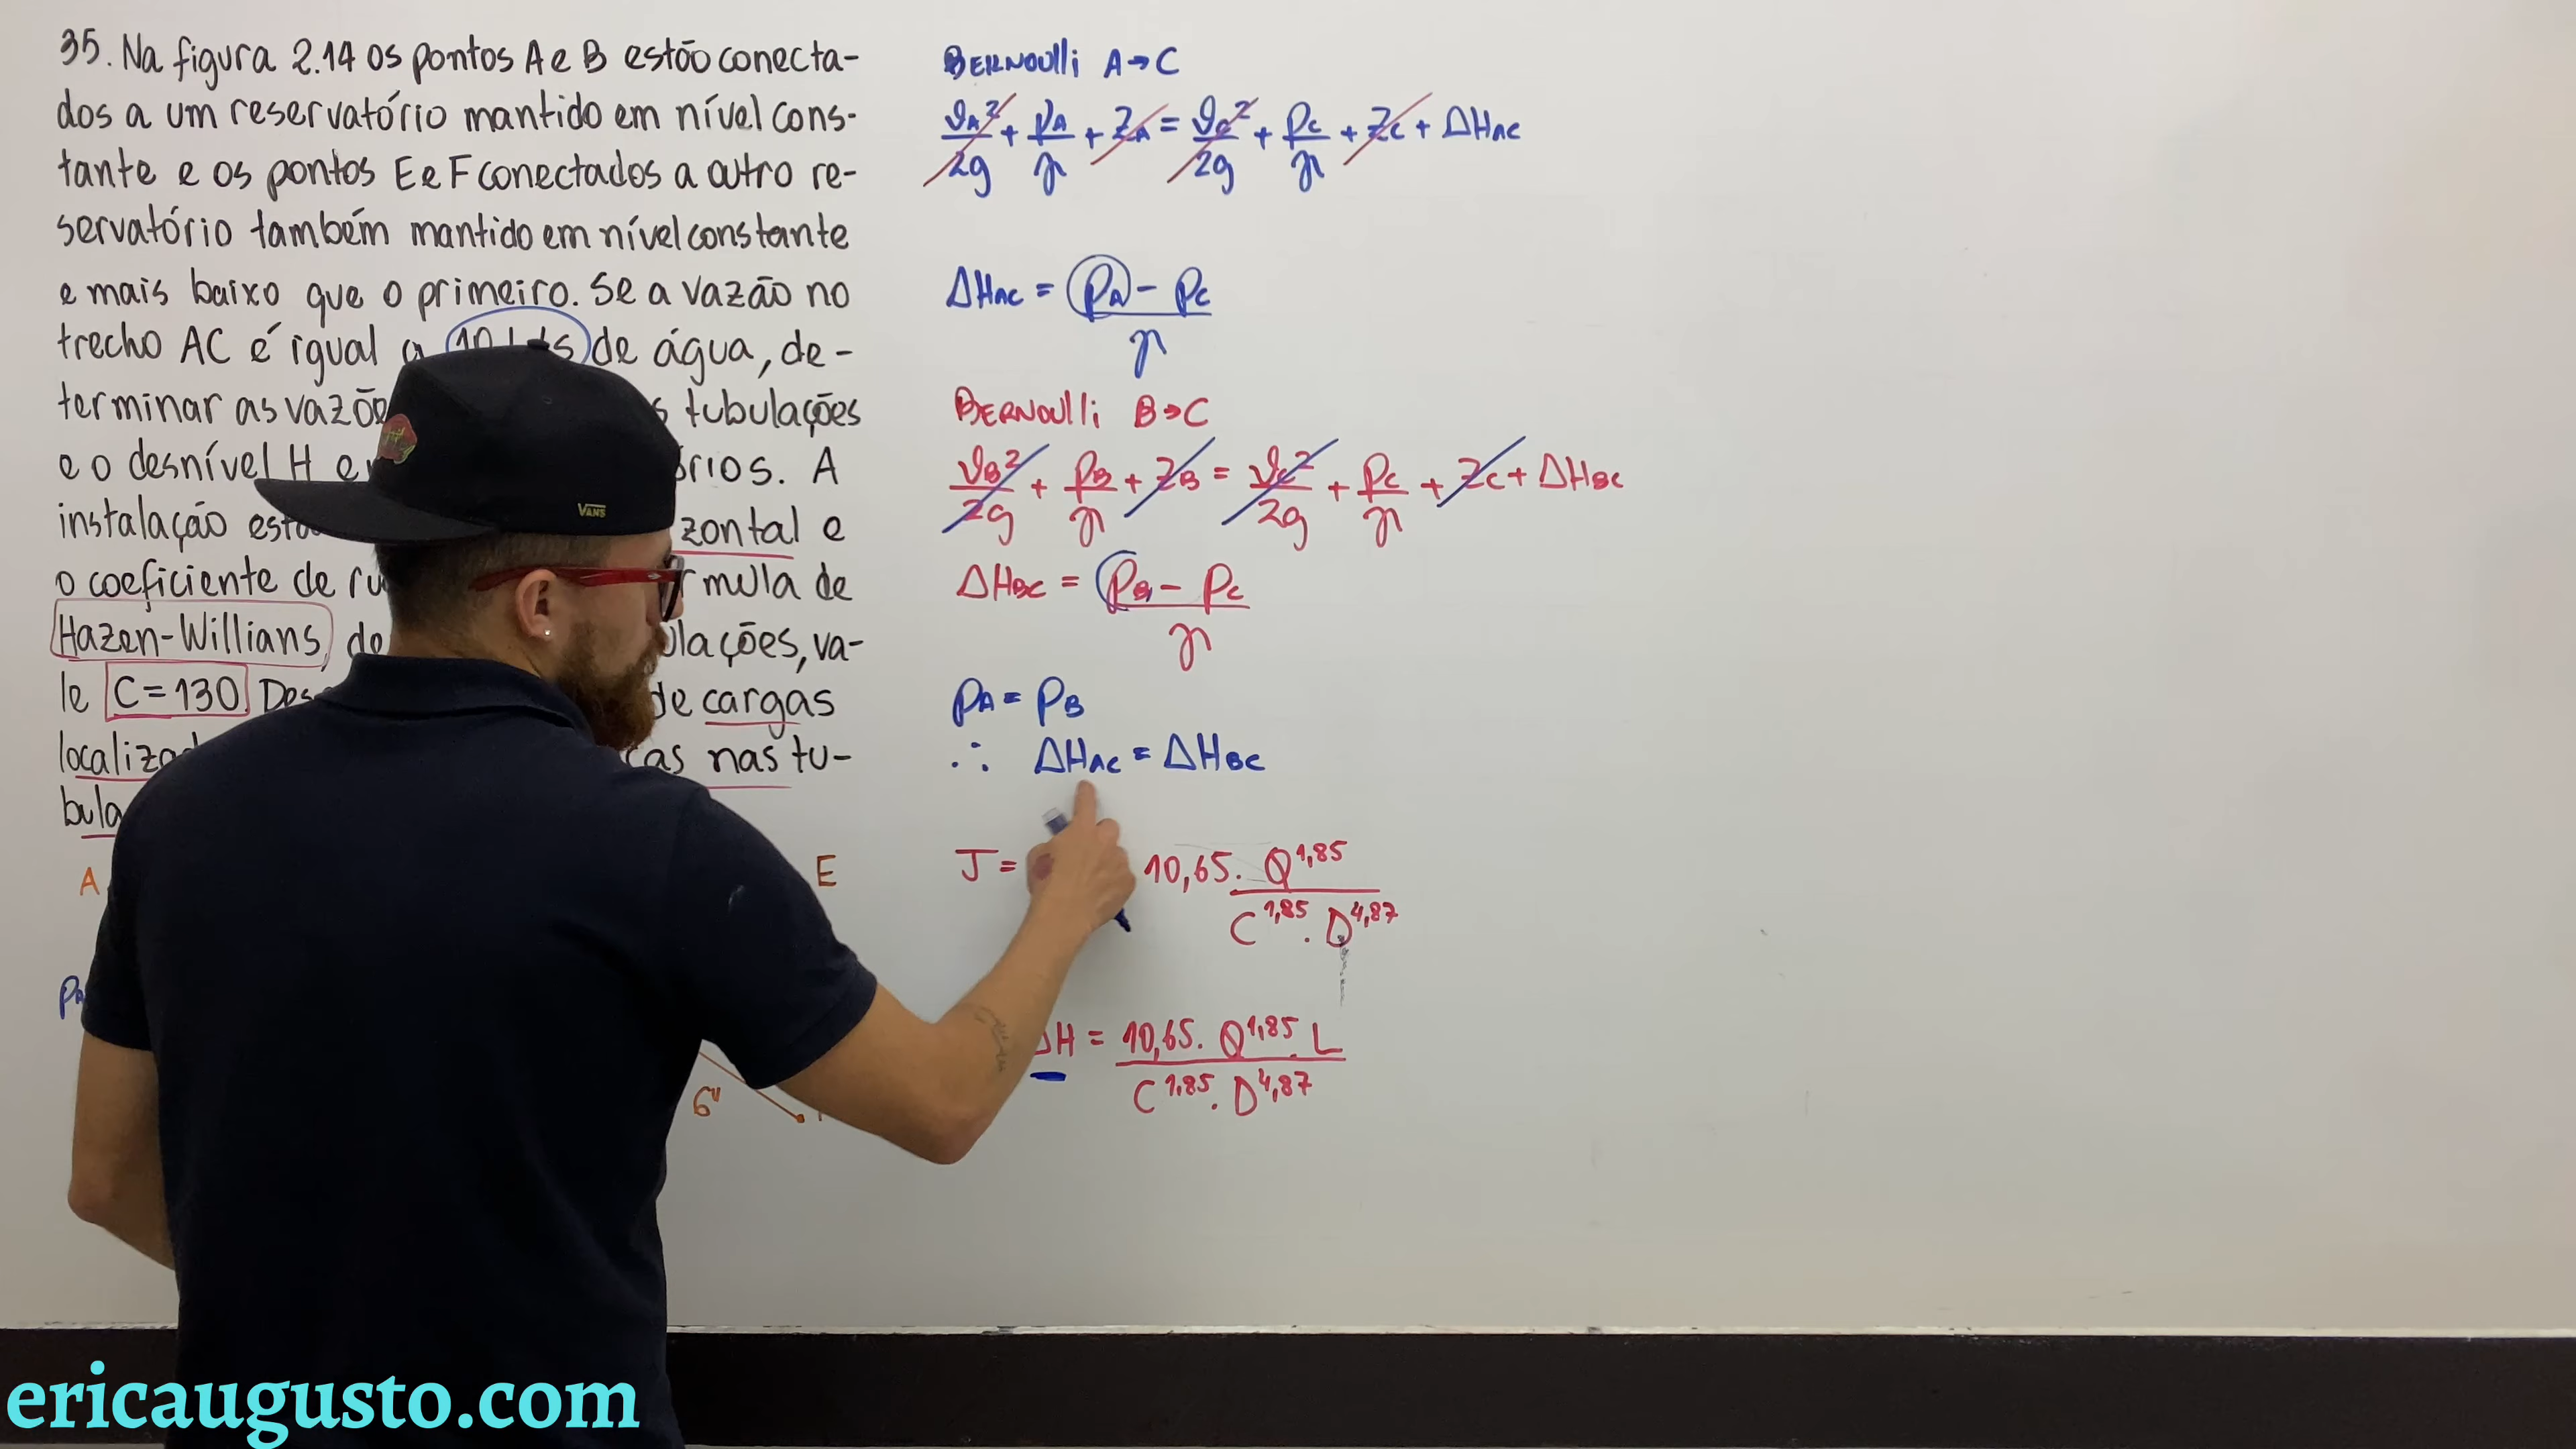 35. Na figura 2.14 os pontos A e B estão conecta-
dos a um reservatório mantido em nível cons-
tante e os pontos E e F conectados a outro re-
servatório também mantido em nível constante
e mais baixo que o primeiro. Se a vazão no
trecho AC é igual a 10 de água, de-
terminar as vazõe s tubulações
e o desnível H e órios. A
instalação est zontal e
o coeficiente de ru rmula de
Hazen-Willians, de ulações, va-
le C=130 Des de cargas
localizad cas nas tu-
bula
A E
PA
6"
BERNOULLI A→C
VA²/2g + PA/γ + ZA = VC²/2g + PC/γ + ZC + ΔHAC
ΔHAC = PA - PC / γ
BERNOULLI B→C
VB²/2g + PB/γ + ZB = VC²/2g + PC/γ + ZC + ΔHBC
ΔHBC = PB - PC / γ
PA = PB
∴ ΔHAC = ΔHBC
J = 10,65. Q^1,85 / C^1,85 . D^4,87
ΔH = 10,65. Q^1,85 . L / C^1,85 . D^4,87
VANS
ericaugusto.com